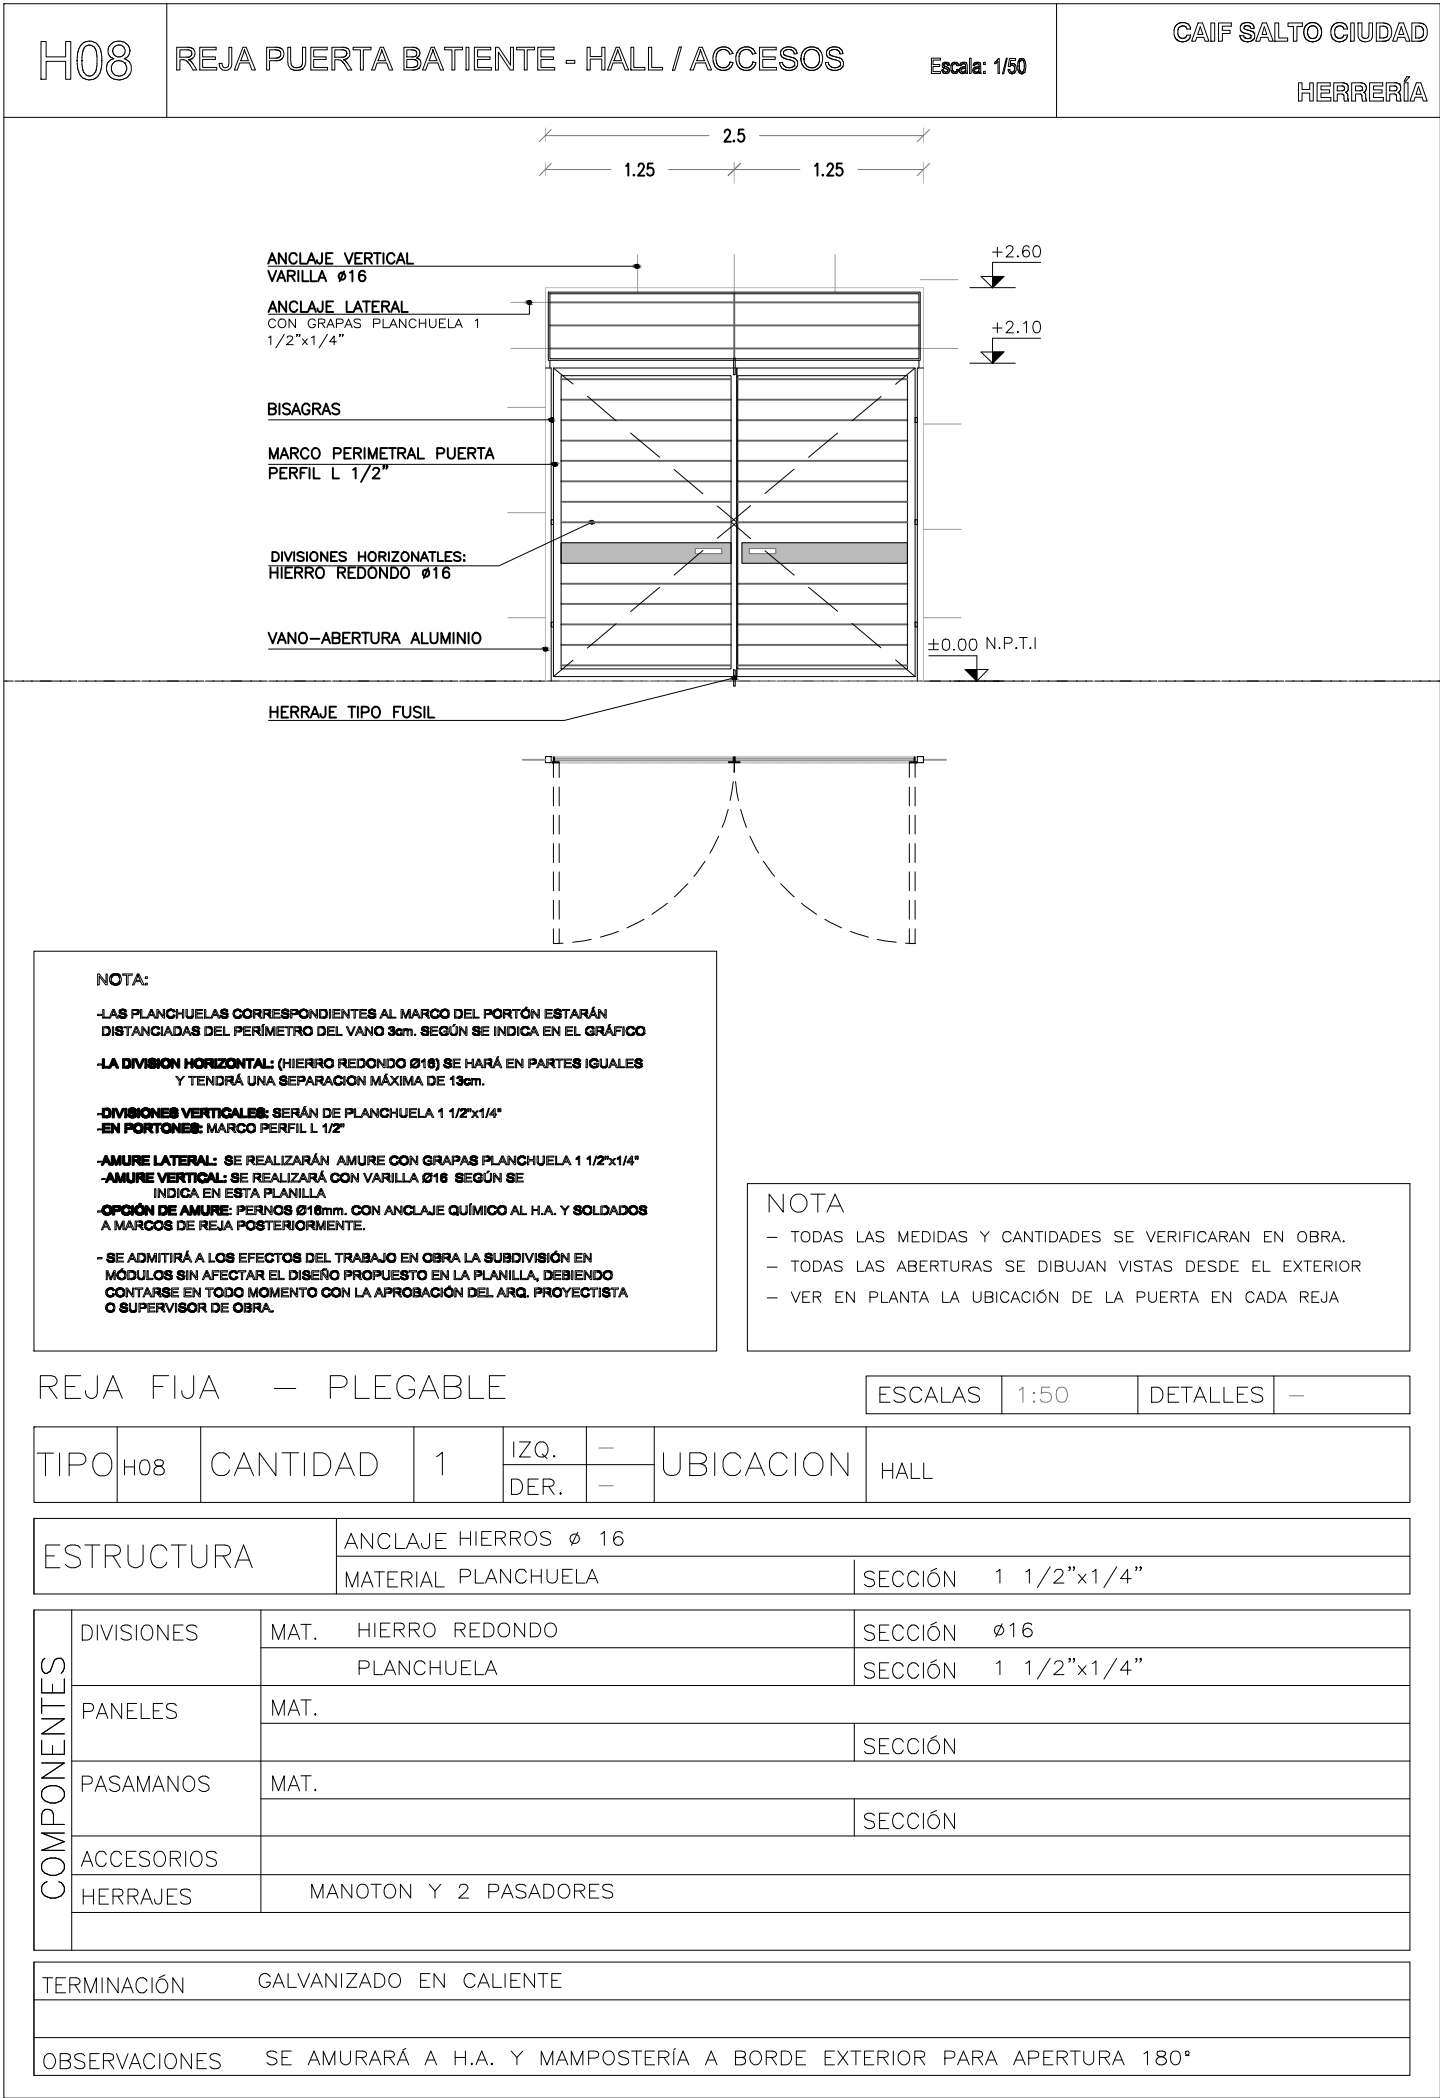 H08
REJA PUERTA BATIENTE - HALL / ACCESOS
Escala: 1/50
CAIF SALTO CIUDAD
HERRERÍA
2.5
1.25
1.25
ANCLAJE VERTICAL
VARILLA ø16
ANCLAJE LATERAL
CON GRAPAS PLANCHUELA 1
1/2"x1/4"
+2.60
+2.10
BISAGRAS
MARCO PERIMETRAL PUERTA
PERFIL L 1/2"
DIVISIONES HORIZONATLES:
HIERRO REDONDO ø16
VANO-ABERTURA ALUMINIO
±0.00 N.P.T.I
HERRAJE TIPO FUSIL
NOTA:
-LAS PLANCHUELAS CORRESPONDIENTES AL MARCO DEL PORTÓN ESTARÁN
DISTANCIADAS DEL PERÍMETRO DEL VANO 3cm. SEGÚN SE INDICA EN EL GRÁFICO
-LA DIVISION HORIZONTAL: (HIERRO REDONDO Ø16) SE HARÁ EN PARTES IGUALES
Y TENDRÁ UNA SEPARACION MÁXIMA DE 13cm.
-DIVISIONES VERTICALES: SERÁN DE PLANCHUELA 1 1/2"x1/4"
-EN PORTONES: MARCO PERFIL L 1/2"
-AMURE LATERAL: SE REALIZARÁN AMURE CON GRAPAS PLANCHUELA 1 1/2"x1/4"
-AMURE VERTICAL: SE REALIZARÁ CON VARILLA Ø16 SEGÚN SE
INDICA EN ESTA PLANILLA
-OPCIÓN DE AMURE: PERNOS Ø16mm. CON ANCLAJE QUÍMICO AL H.A. Y SOLDADOS
A MARCOS DE REJA POSTERIORMENTE.
- SE ADMITIRÁ A LOS EFECTOS DEL TRABAJO EN OBRA LA SUBDIVISIÓN EN
MÓDULOS SIN AFECTAR EL DISEÑO PROPUESTO EN LA PLANILLA, DEBIENDO
CONTARSE EN TODO MOMENTO CON LA APROBACIÓN DEL ARQ. PROYECTISTA
O SUPERVISOR DE OBRA.
NOTA
- TODAS LAS MEDIDAS Y CANTIDADES SE VERIFICARAN EN OBRA.
- TODAS LAS ABERTURAS SE DIBUJAN VISTAS DESDE EL EXTERIOR
- VER EN PLANTA LA UBICACIÓN DE LA PUERTA EN CADA REJA
REJA FIJA - PLEGABLE
ESCALAS 1:50 DETALLES -
TIPO H08 CANTIDAD 1
IZQ. -
DER. -
UBICACION HALL
ESTRUCTURA
ANCLAJE HIERROS ø 16
MATERIAL PLANCHUELA SECCIÓN 1 1/2"x1/4"
COMPONENTES
DIVISIONES MAT. HIERRO REDONDO SECCIÓN ø16
PLANCHUELA SECCIÓN 1 1/2"x1/4"
PANELES MAT.
SECCIÓN
PASAMANOS MAT.
SECCIÓN
ACCESORIOS
HERRAJES MANOTON Y 2 PASADORES
TERMINACIÓN GALVANIZADO EN CALIENTE
OBSERVACIONES SE AMURARÁ A H.A. Y MAMPOSTERÍA A BORDE EXTERIOR PARA APERTURA 180°